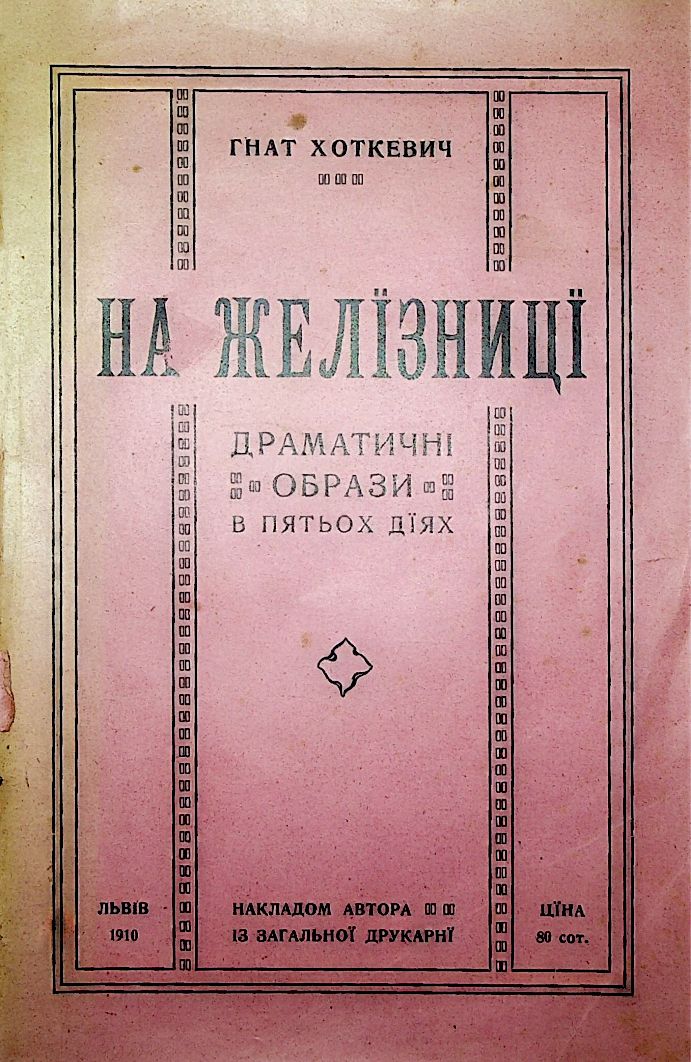 ГНАТ ХОТКЕВИЧ
НА ЖЕЛЇЗНИЦЇ
ДРАМАТИЧНІ
ОБРАЗИ
В ПЯТЬОХ ДЇЯХ
ЛЬВІВ
1910
НАКЛАДОМ АВТОРА
ІЗ ЗАГАЛЬНОЇ ДРУКАРНЇ
ЦЇНА
80 сот.